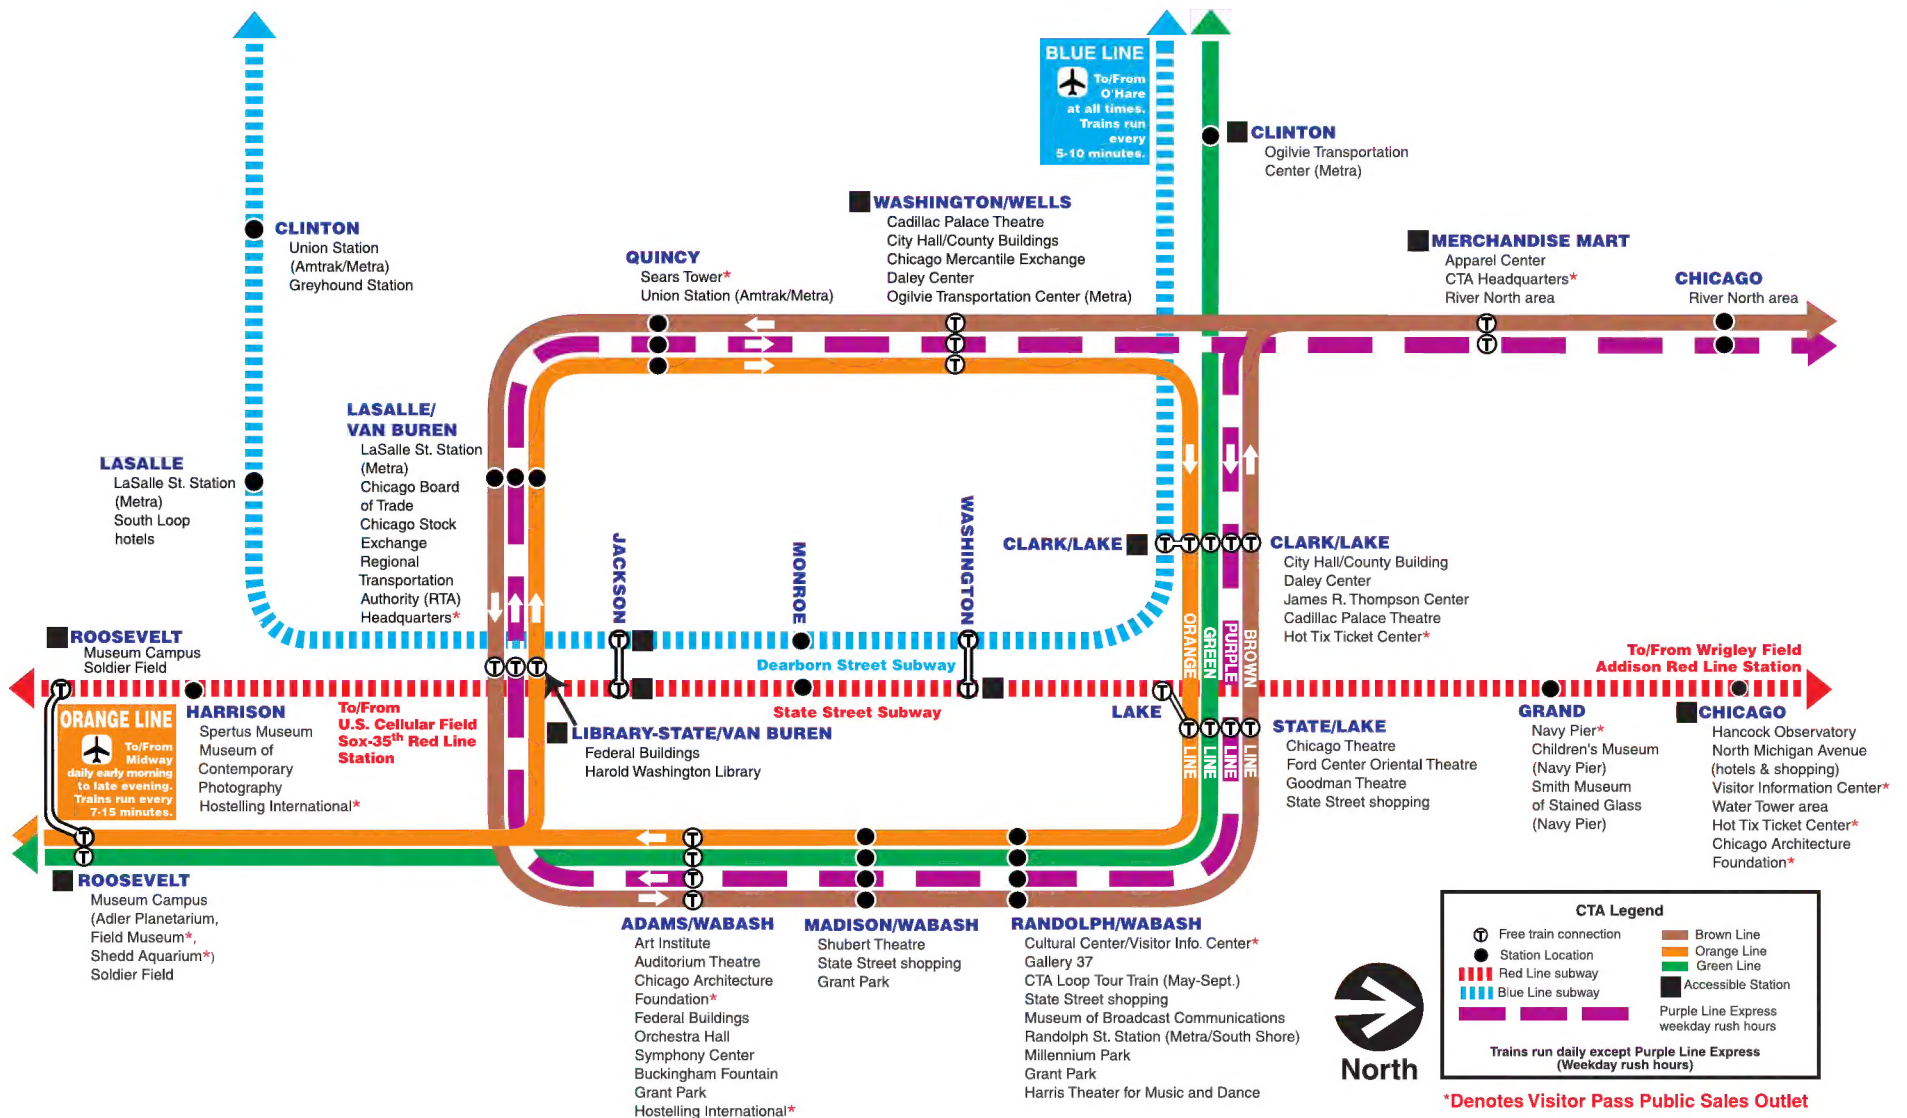 BLUE LINE
To/From
O'Hare
at all times.
Trains run
every
5-10 minutes.
CLINTON
Ogilvie Transportation
Center (Metra)
WASHINGTON/WELLS
Cadillac Palace Theatre
City Hall/County Buildings
Chicago Mercantile Exchange
Daley Center
Ogilvie Transportation Center (Metra)
CLINTON
Union Station
(Amtrak/Metra)
Greyhound Station
QUINCY
Sears Tower*
Union Station (Amtrak/Metra)
MERCHANDISE MART
Apparel Center
CTA Headquarters*
River North area
CHICAGO
River North area
LASALLE/
VAN BUREN
LaSalle St. Station
(Metra)
Chicago Board
of Trade
Chicago Stock
Exchange
Regional
Transportation
Authority (RTA)
Headquarters*
LASALLE
LaSalle St. Station
(Metra)
South Loop
hotels
JACKSON
MONROE
WASHINGTON
CLARK/LAKE
T T T T T
CLARK/LAKE
City Hall/County Building
Daley Center
James R. Thompson Center
Cadillac Palace Theatre
Hot Tix Ticket Center*
ROOSEVELT
Museum Campus
Soldier Field
Dearborn Street Subway
State Street Subway
ORANGE LINE
GREEN LINE
PURPLE LINE
BROWN LINE
To/From Wrigley Field
Addison Red Line Station
ORANGE LINE
To/From
Midway
daily early morning
to late evening.
Trains run every
7-15 minutes.
HARRISON
Spertus Museum
Museum of
Contemporary
Photography
Hostelling International*
To/From
U.S. Cellular Field
Sox-35th Red Line
Station
LIBRARY-STATE/VAN BUREN
Federal Buildings
Harold Washington Library
LAKE
T T T T
STATE/LAKE
Chicago Theatre
Ford Center Oriental Theatre
Goodman Theatre
State Street shopping
GRAND
Navy Pier*
Children's Museum
(Navy Pier)
Smith Museum
of Stained Glass
(Navy Pier)
CHICAGO
Hancock Observatory
North Michigan Avenue
(hotels & shopping)
Visitor Information Center*
Water Tower area
Hot Tix Ticket Center*
Chicago Architecture
Foundation*
ROOSEVELT
Museum Campus
(Adler Planetarium,
Field Museum*,
Shedd Aquarium*)
Soldier Field
ADAMS/WABASH
Art Institute
Auditorium Theatre
Chicago Architecture
Foundation*
Federal Buildings
Orchestra Hall
Symphony Center
Buckingham Fountain
Grant Park
Hostelling International*
MADISON/WABASH
Shubert Theatre
State Street shopping
Grant Park
RANDOLPH/WABASH
Cultural Center/Visitor Info. Center*
Gallery 37
CTA Loop Tour Train (May-Sept.)
State Street shopping
Museum of Broadcast Communications
Randolph St. Station (Metra/South Shore)
Millennium Park
Grant Park
Harris Theater for Music and Dance
North
CTA Legend
T Free train connection
Station Location
Red Line subway
Blue Line subway
Brown Line
Orange Line
Green Line
Accessible Station
Purple Line Express
weekday rush hours
Trains run daily except Purple Line Express
(Weekday rush hours)
*Denotes Visitor Pass Public Sales Outlet